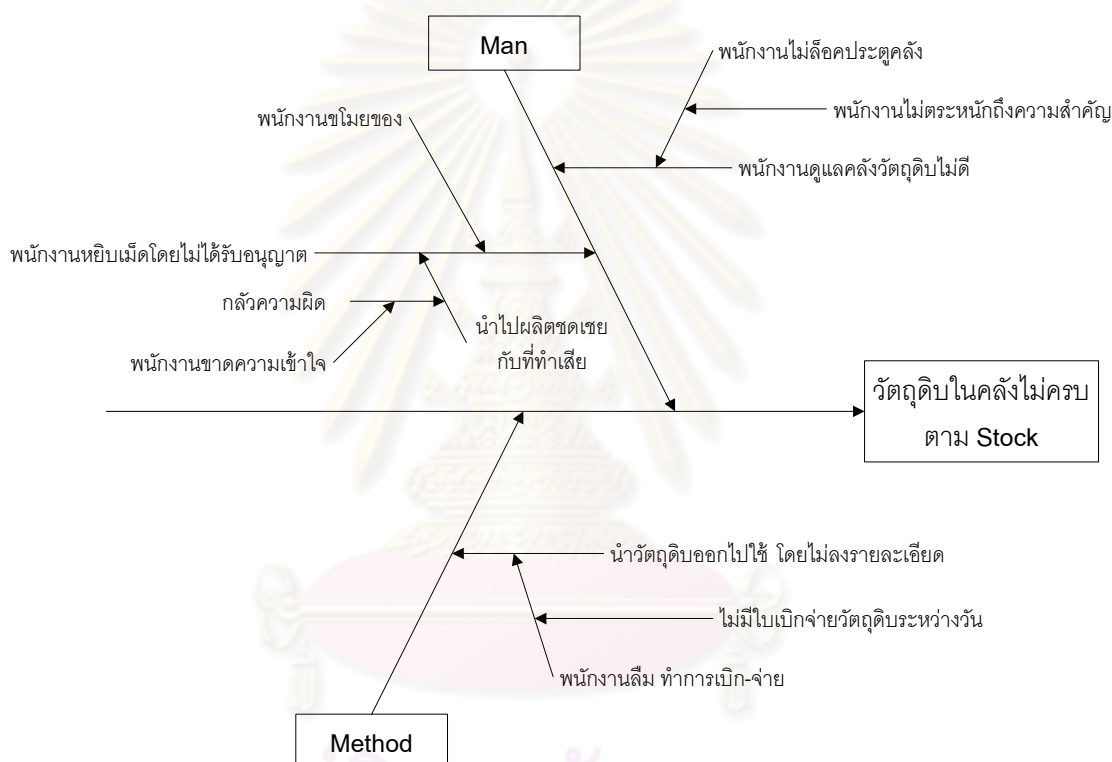 Man
พนักงานไม่ล็อคประตูคลัง
พนักงานไม่ตระหนักถึงความสำคัญ
พนักงานขโมยของ
พนักงานดูแลคลังวัตถุดิบไม่ดี
พนักงานหยิบเม็ดโดยไม่ได้รับอนุญาต
กลัวความผิด
นำไปผลิตชดเชย
กับที่ทำเสีย
พนักงานขาดความเข้าใจ
วัตถุดิบในคลังไม่ครบ
ตาม Stock
นำวัตถุดิบออกไปใช้ โดยไม่ลงรายละเอียด
ไม่มีใบเบิกจ่ายวัตถุดิบระหว่างวัน
พนักงานลืม ทำการเบิก-จ่าย
Method